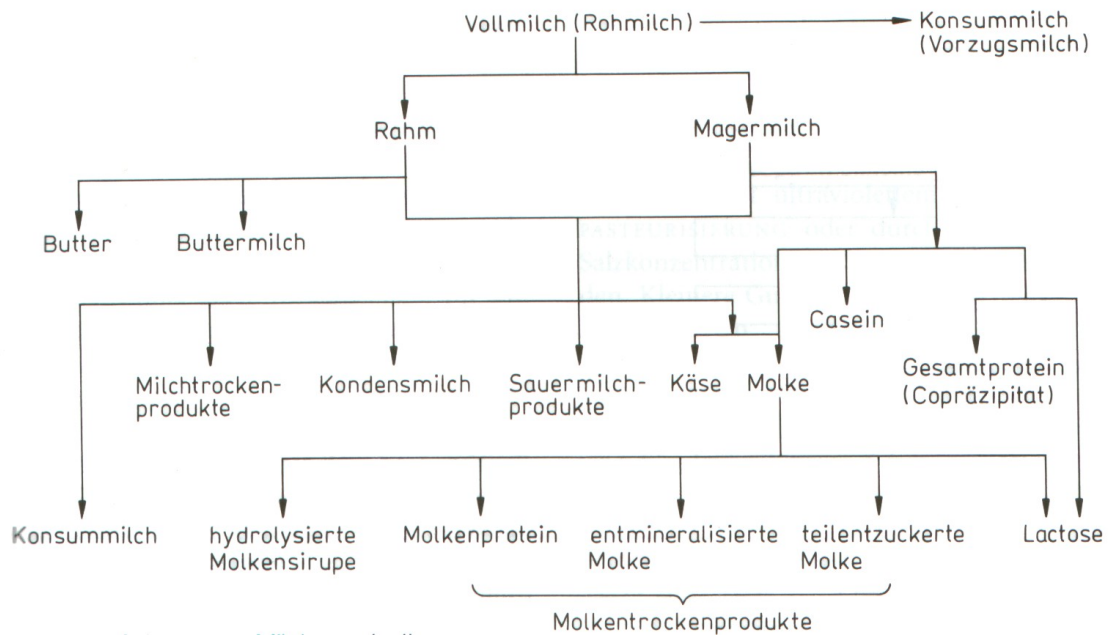 Vollmilch (Rohmilch)
Konsummilch
(Vorzugsmilch)
Rahm
Magermilch
Butter
Buttermilch
Casein
Milchtrocken-
produkte
Kondensmilch
Sauermilch-
produkte
Käse
Molke
Gesamtprotein
(Copräzipitat)
Konsummilch
hydrolysierte
Molkensirupe
Molkenprotein
entmineralisierte
Molke
teilentzuckerte
Molke
Lactose
Molkentrockenprodukte